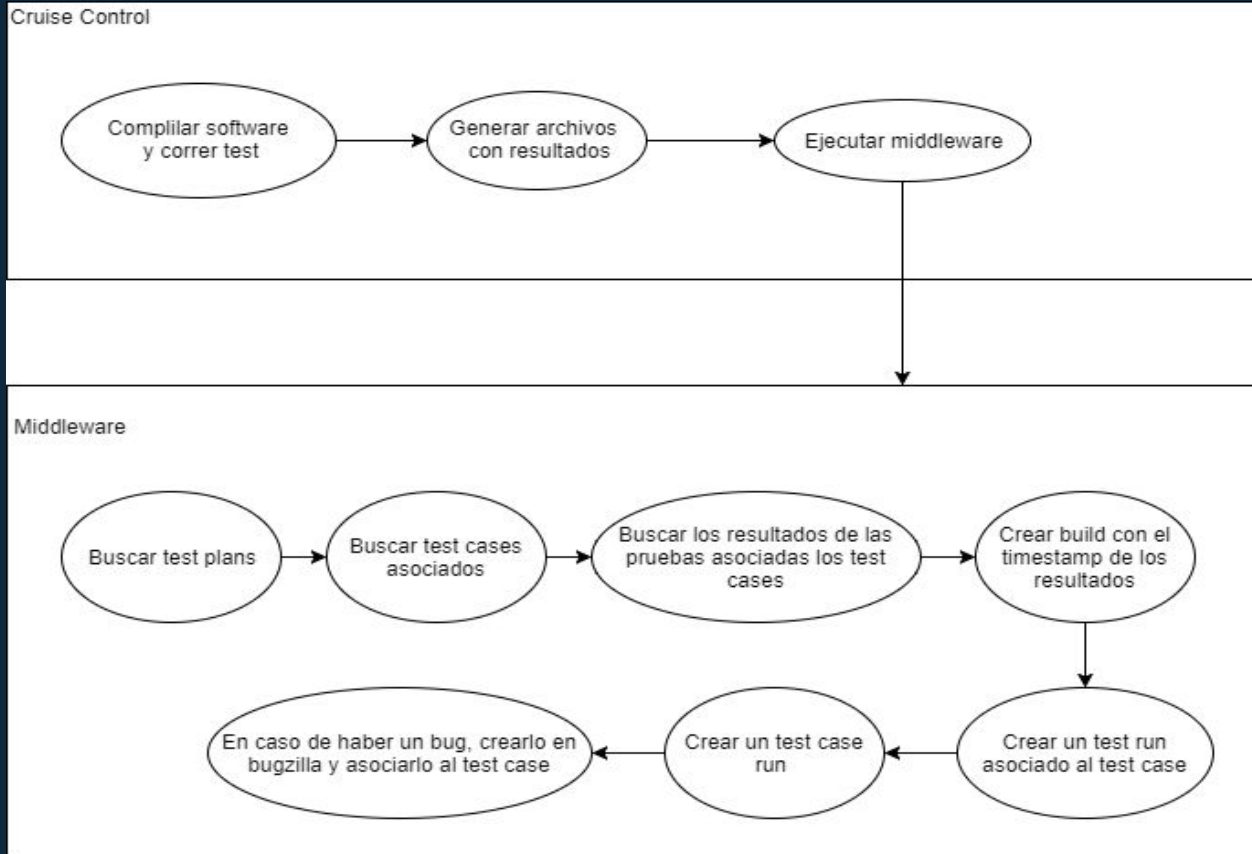 Cruise Control
Complilar software
y correr test
Generar archivos
con resultados
Ejecutar middleware
Middleware
Buscar test plans
Buscar test cases
asociados
Buscar los resultados de las
pruebas asociadas los test
cases
Crear build con el
timestamp de los
resultados
En caso de haber un bug, crearlo en
bugzilla y asociarlo al test case
Crear un test case
run
Crear un test run
asociado al test case